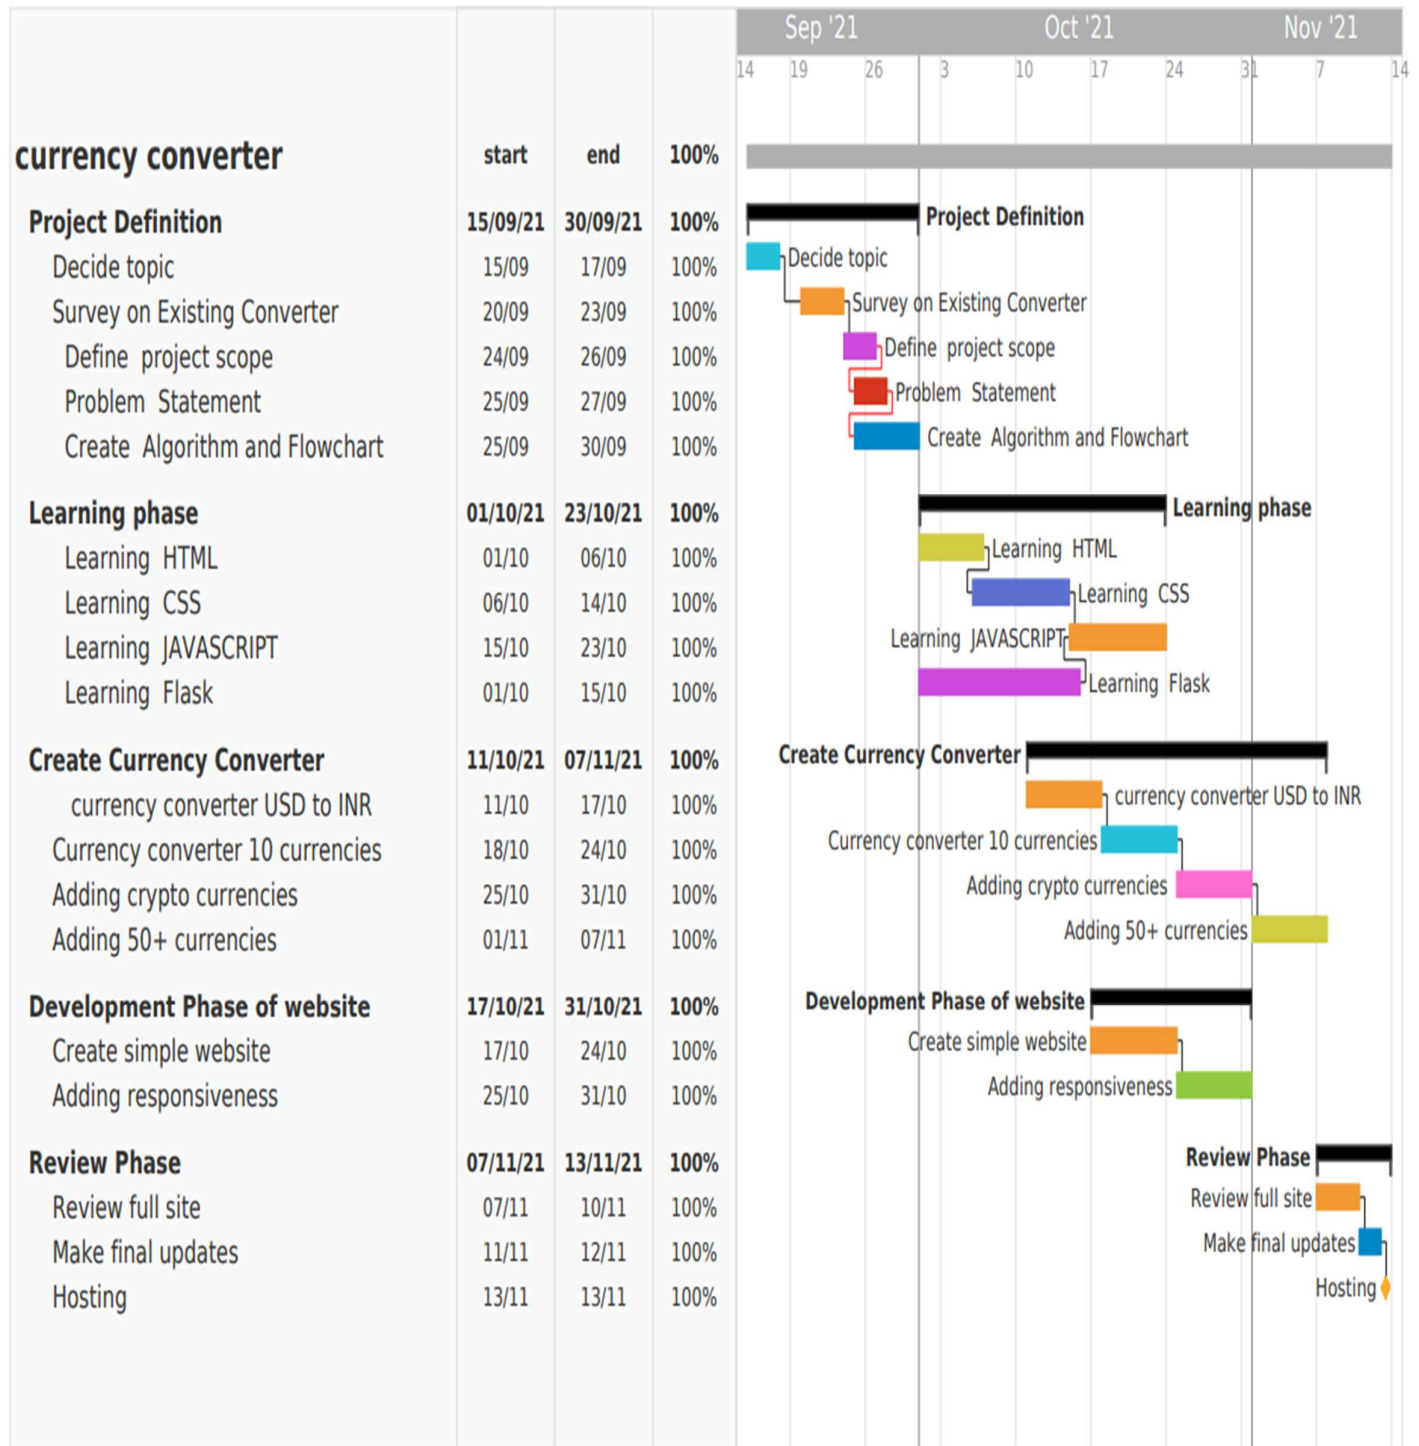 Sep '21 Oct '21 Nov '21
14 19 26 3 10 17 24 31 7 14
currency converter start end 100%
Project Definition 15/09/21 30/09/21 100% Project Definition
Decide topic 15/09 17/09 100% Decide topic
Survey on Existing Converter 20/09 23/09 100% Survey on Existing Converter
Define project scope 24/09 26/09 100% Define project scope
Problem Statement 25/09 27/09 100% Problem Statement
Create Algorithm and Flowchart 25/09 30/09 100% Create Algorithm and Flowchart
Learning phase 01/10/21 23/10/21 100% Learning phase
Learning HTML 01/10 06/10 100% Learning HTML
Learning CSS 06/10 14/10 100% Learning CSS
Learning JAVASCRIPT 15/10 23/10 100% Learning JAVASCRIPT
Learning Flask 01/10 15/10 100% Learning Flask
Create Currency Converter 11/10/21 07/11/21 100% Create Currency Converter
currency converter USD to INR 11/10 17/10 100% currency converter USD to INR
Currency converter 10 currencies 18/10 24/10 100% Currency converter 10 currencies
Adding crypto currencies 25/10 31/10 100% Adding crypto currencies
Adding 50+ currencies 01/11 07/11 100% Adding 50+ currencies
Development Phase of website 17/10/21 31/10/21 100% Development Phase of website
Create simple website 17/10 24/10 100% Create simple website
Adding responsiveness 25/10 31/10 100% Adding responsiveness
Review Phase 07/11/21 13/11/21 100% Review Phase
Review full site 07/11 10/11 100% Review full site
Make final updates 11/11 12/11 100% Make final updates
Hosting 13/11 13/11 100% Hosting